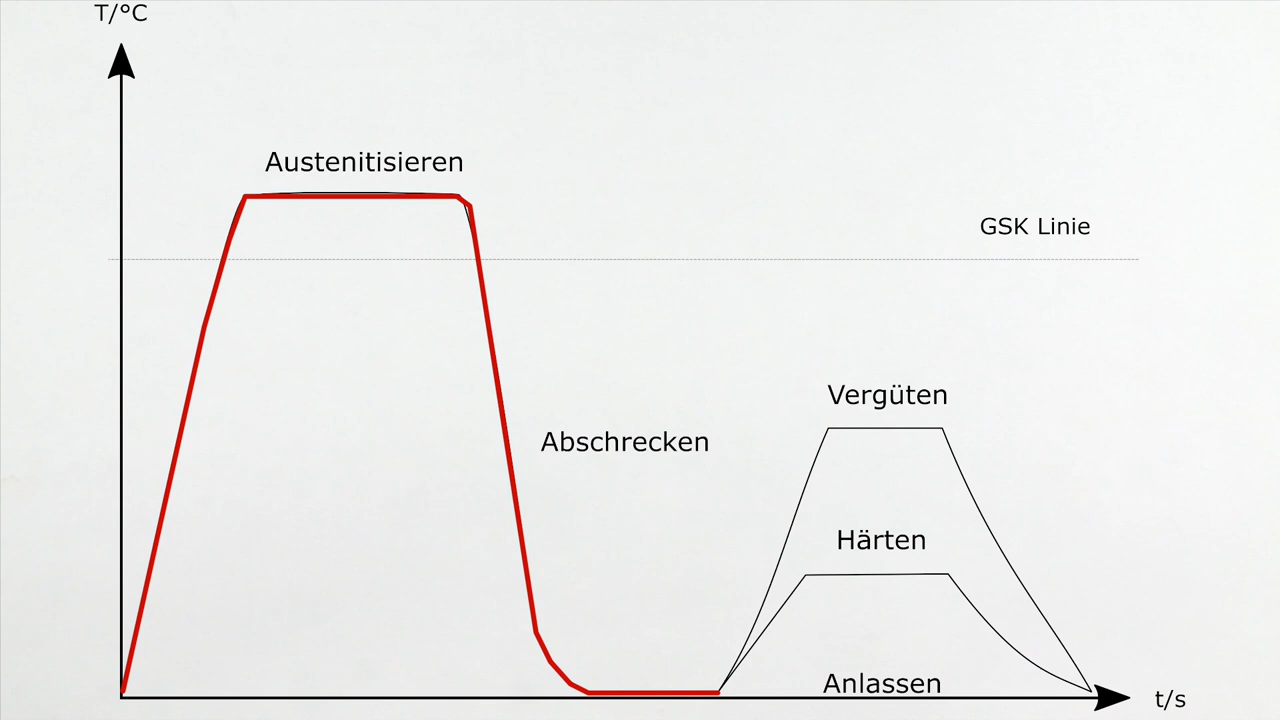 T/°C
Austenitisieren
GSK Linie
Vergüten
Abschrecken
Härten
Anlassen
t/s